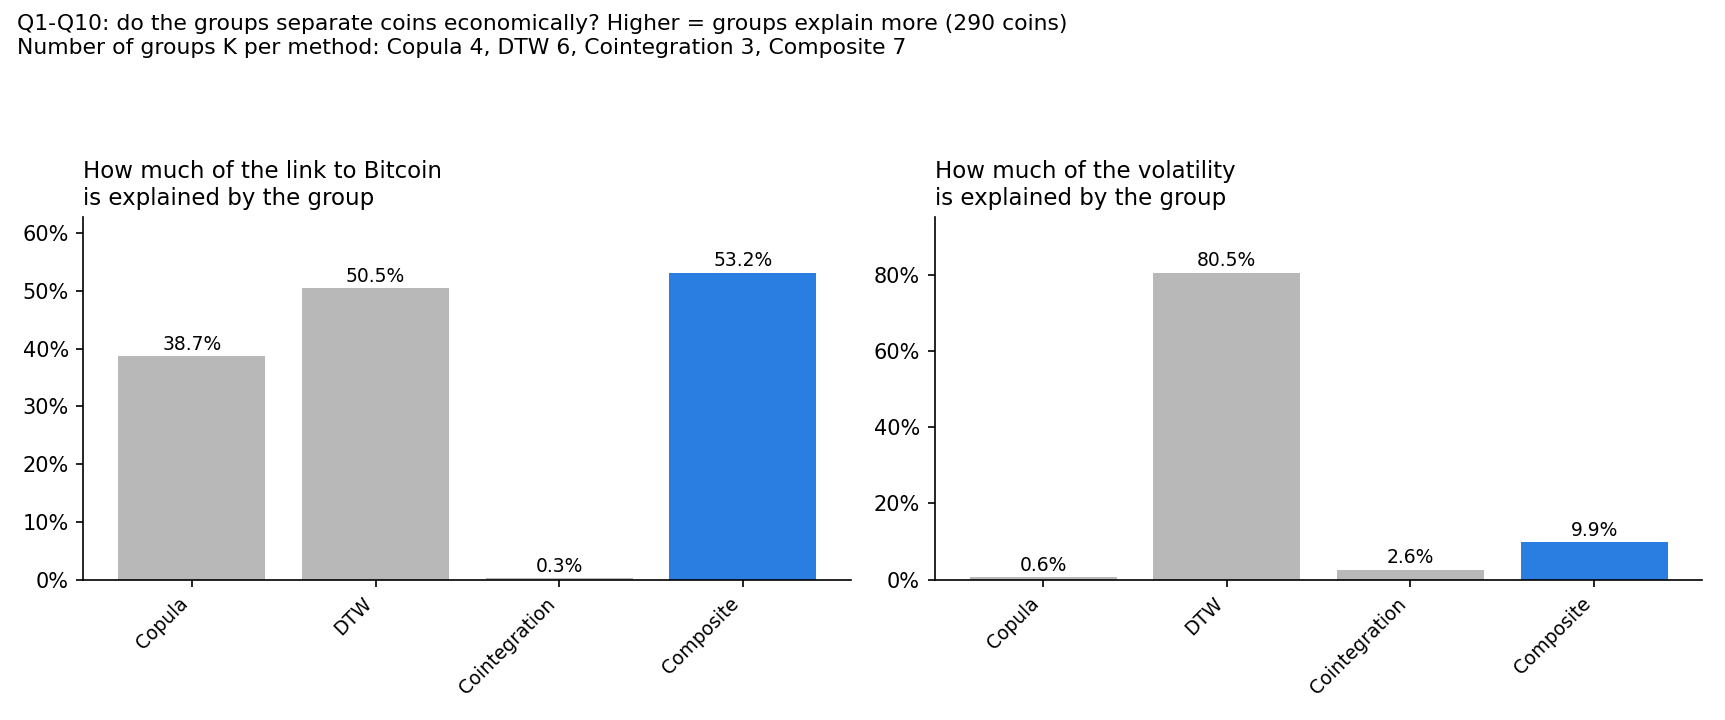 Q1-Q10: do the groups separate coins economically? Higher = groups explain more (290 coins)
Number of groups K per method: Copula 4, DTW 6, Cointegration 3, Composite 7
How much of the link to Bitcoin
is explained by the group
60%
50%
40%
30%
20%
10%
0%
38.7%
50.5%
0.3%
53.2%
Copula
DTW
Cointegration
Composite
How much of the volatility
is explained by the group
80%
60%
40%
20%
0%
0.6%
80.5%
2.6%
9.9%
Copula
DTW
Cointegration
Composite